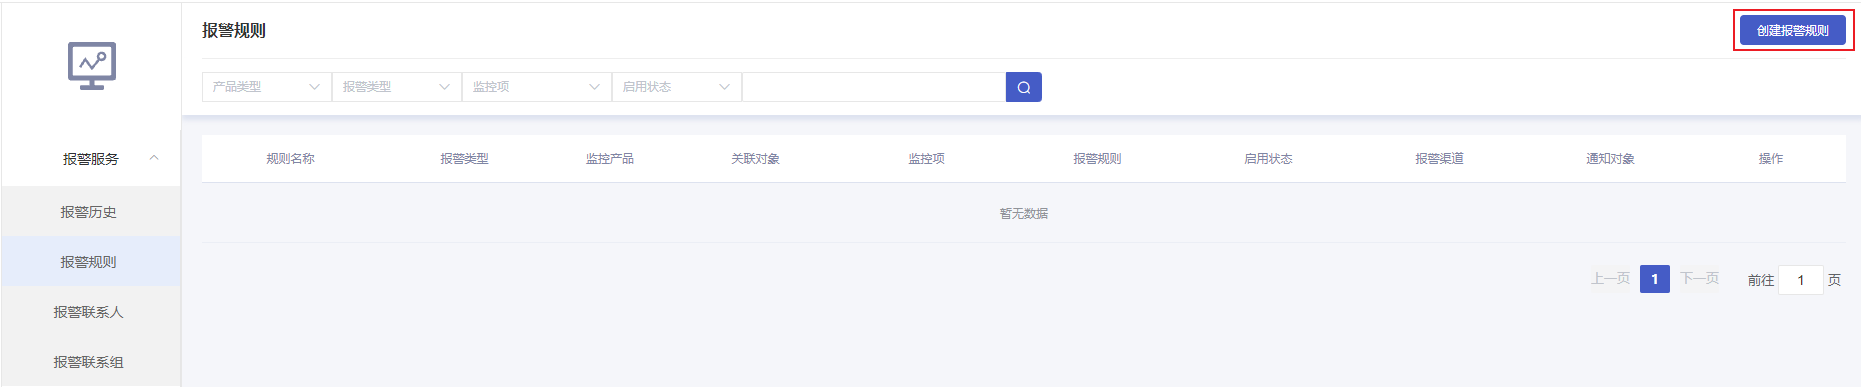 报警规则
创建报警规则
产品类型 报警类型 监控项 启用状态
报警服务
报警历史
报警规则
报警联系人
报警联系组
规则名称 报警类型 监控产品 关联对象 监控项 报警规则 启用状态 报警渠道 通知对象 操作
暂无数据
上一页 1 下一页 前往 1 页